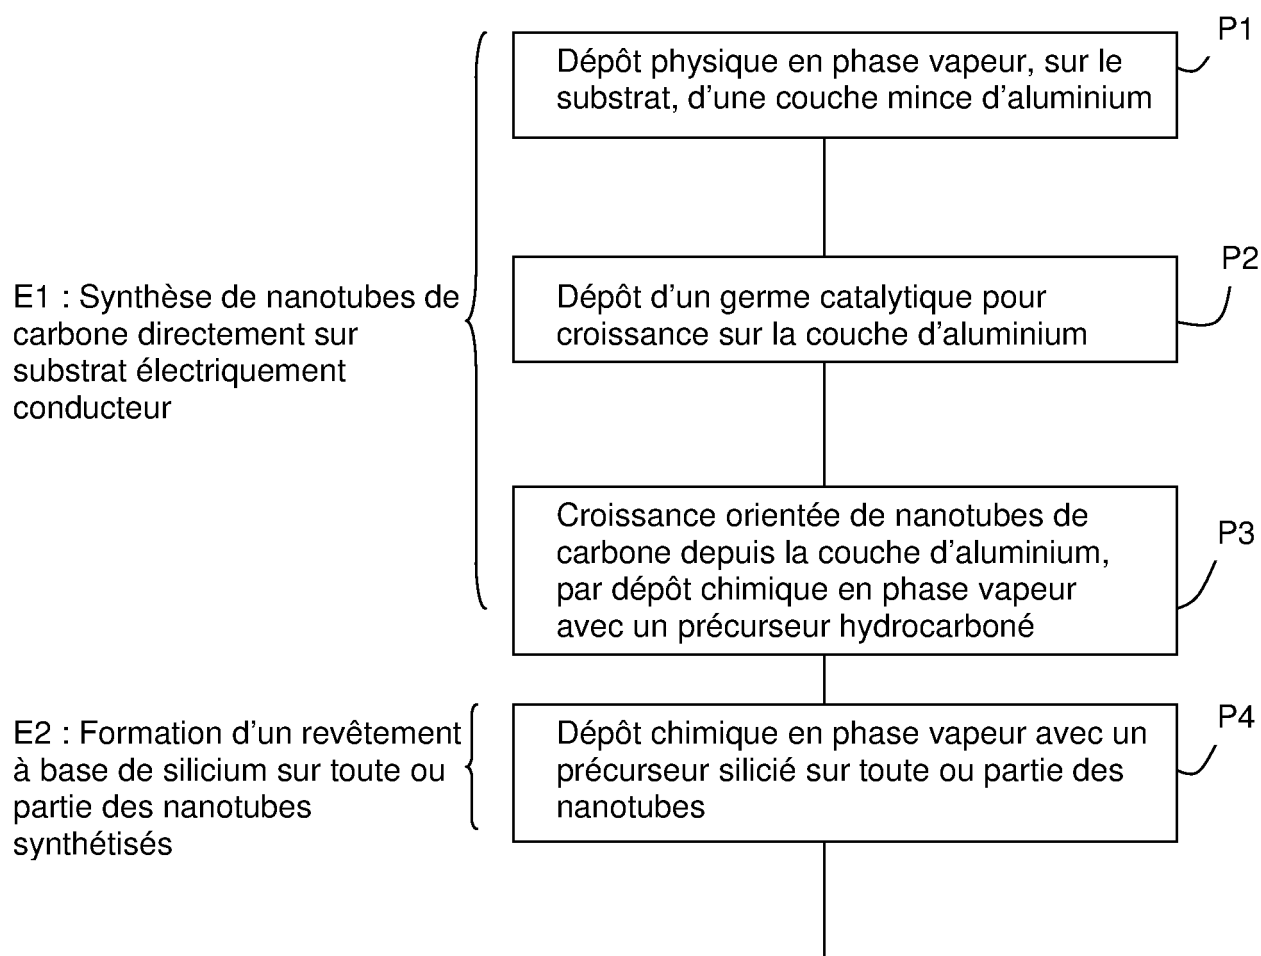 P1
Dépôt physique en phase vapeur, sur le
substrat, d'une couche mince d'aluminium
P2
Dépôt d'un germe catalytique pour
croissance sur la couche d'aluminium
E1 : Synthèse de nanotubes de
carbone directement sur
substrat électriquement
conducteur
Croissance orientée de nanotubes de
carbone depuis la couche d'aluminium,
par dépôt chimique en phase vapeur
avec un précurseur hydrocarboné
P3
E2 : Formation d'un revêtement
à base de silicium sur toute ou
partie des nanotubes
synthétisés
Dépôt chimique en phase vapeur avec un
précurseur silicié sur toute ou partie des
nanotubes
P4